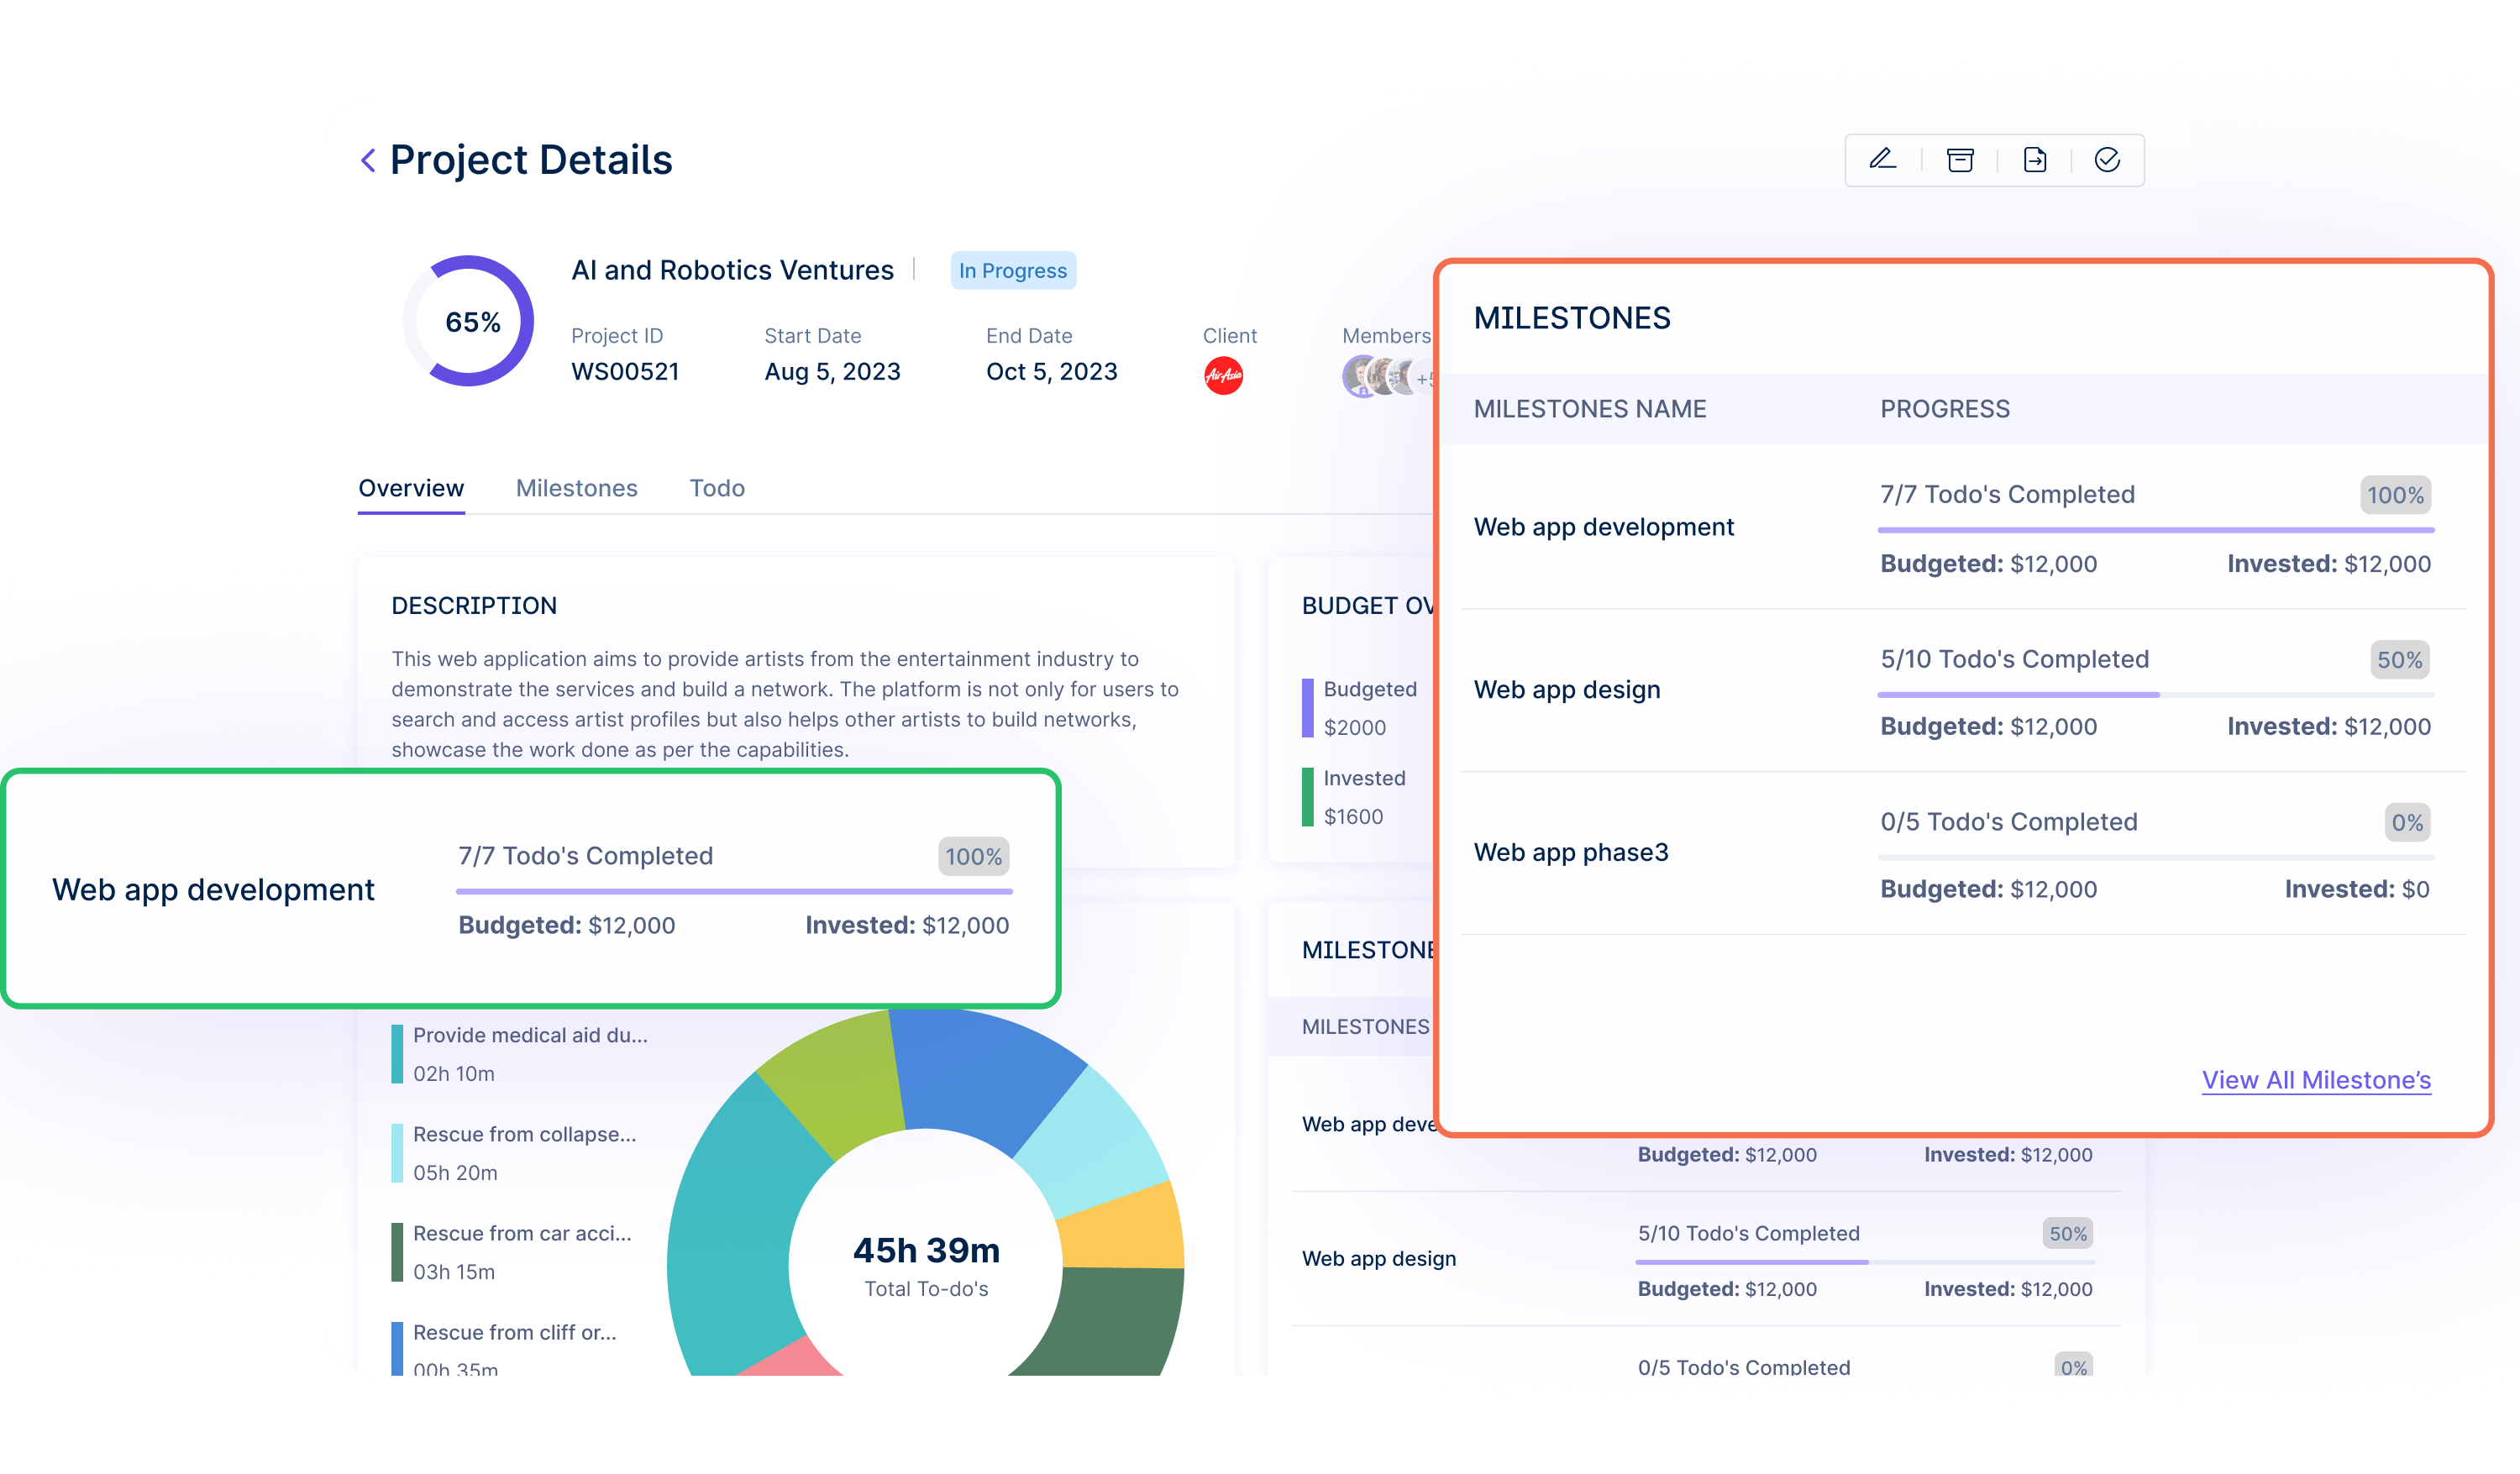 Project Details
65%
AI and Robotics Ventures
In Progress
Project ID
WS00521
Start Date
Aug 5, 2023
End Date
Oct 5, 2023
Client
AirAsia
Members
Overview
Milestones
Todo
DESCRIPTION
This web application aims to provide artists from the entertainment industry to
demonstrate the services and build a network. The platform is not only for users to
search and access artist profiles but also helps other artists to build networks,
showcase the work done as per the capabilities.
BUDGET
Budgeted
$2000
Invested
$1600
Web app development
7/7 Todo's Completed
100%
Budgeted: $12,000
Invested: $12,000
Provide medical aid du...
02h 10m
Rescue from collapse...
05h 20m
Rescue from car acci...
03h 15m
Rescue from cliff or...
00h 35m
45h 39m
Total To-do's
MILESTONES
MILESTONES NAME
PROGRESS
Web app development
7/7 Todo's Completed
100%
Budgeted: $12,000
Invested: $12,000
Web app design
5/10 Todo's Completed
50%
Budgeted: $12,000
Invested: $12,000
Web app phase3
0/5 Todo's Completed
0%
Budgeted: $12,000
Invested: $0
View All Milestone’s
MILESTONE
MILESTONES
Web app deve
Budgeted: $12,000
Invested: $12,000
Web app design
5/10 Todo's Completed
50%
Budgeted: $12,000
Invested: $12,000
0/5 Todo's Completed
0%